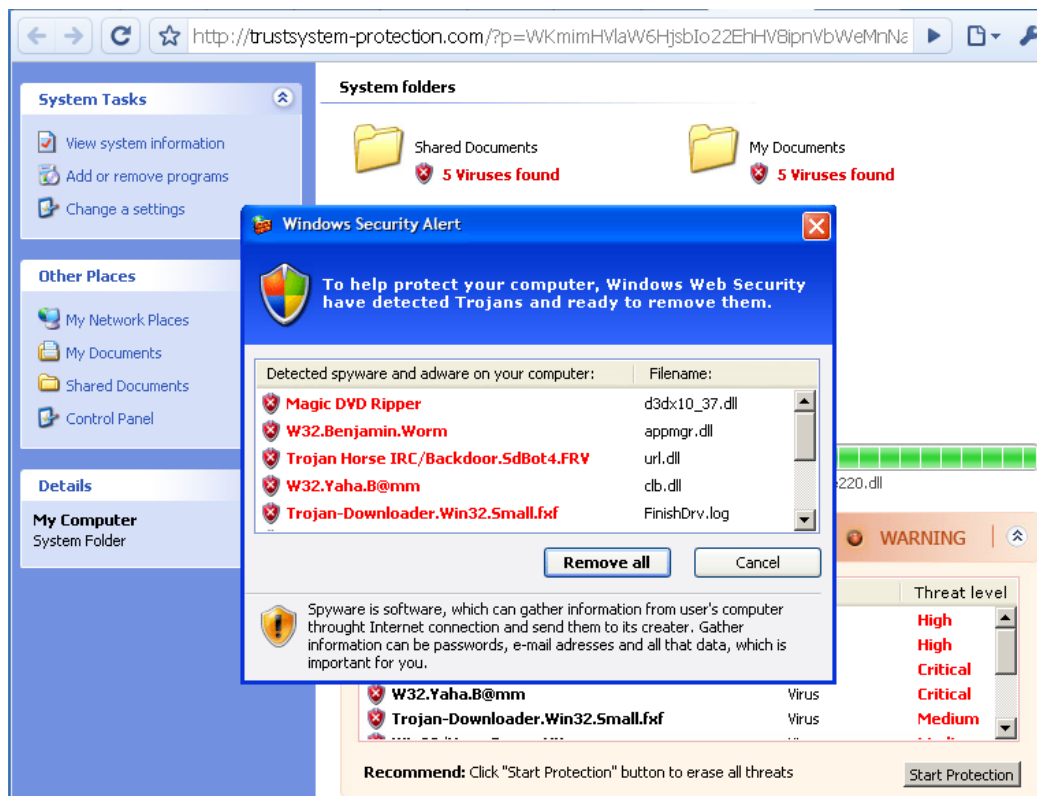 http://trustsystem-protection.com/?p=WKmimHVlaW6HjsbIo22EhHV8ipnVbWeMnNa
System Tasks
View system information
Add or remove programs
Change a settings
Other Places
My Network Places
My Documents
Shared Documents
Control Panel
Details
My Computer
System Folder
System folders
Shared Documents
5 Viruses found
My Documents
5 Viruses found
Windows Security Alert
To help protect your computer, Windows Web Security
have detected Trojans and ready to remove them.
Detected spyware and adware on your computer: Filename:
Magic DVD Ripper d3dx10_37.dll
W32.Benjamin.Worm appmgr.dll
Trojan Horse IRC/Backdoor.SdBot4.FRV url.dll
W32.Yaha.B@mm clb.dll
Trojan-Downloader.Win32.Small.fxf FinishDrv.log
Remove all Cancel
Spyware is software, which can gather information from user's computer
throught Internet connection and send them to its creater. Gather
information can be passwords, e-mail adresses and all that data, which is
important for you.
220.dll
WARNING
Threat level
High
High
Critical
W32.Yaha.B@mm Virus Critical
Trojan-Downloader.Win32.Small.fxf Virus Medium
Recommend: Click "Start Protection" button to erase all threats
Start Protection